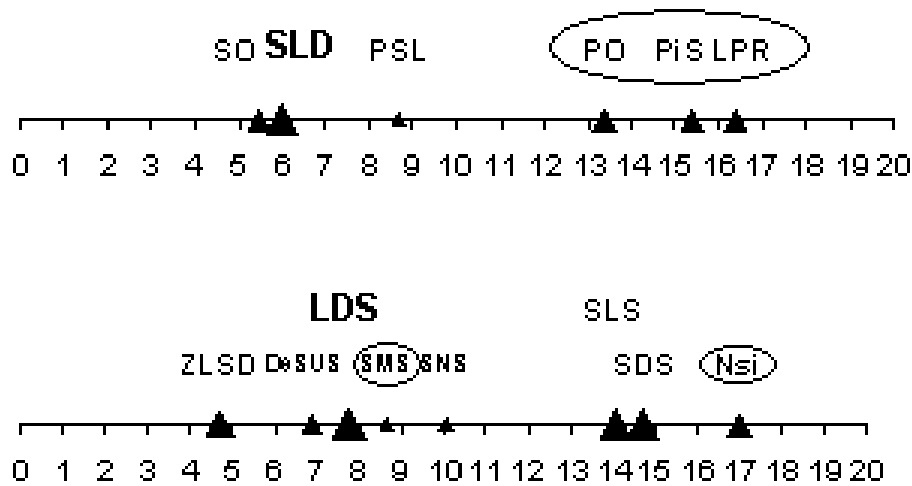 SO SLD PSL PO PiS LPR
0 1 2 3 4 5 6 7 8 9 10 11 12 13 14 15 16 17 18 19 20
LDS SLS
ZLSD DeSUS SMS SNS SDS Nsi
0 1 2 3 4 5 6 7 8 9 10 11 12 13 14 15 16 17 18 19 20